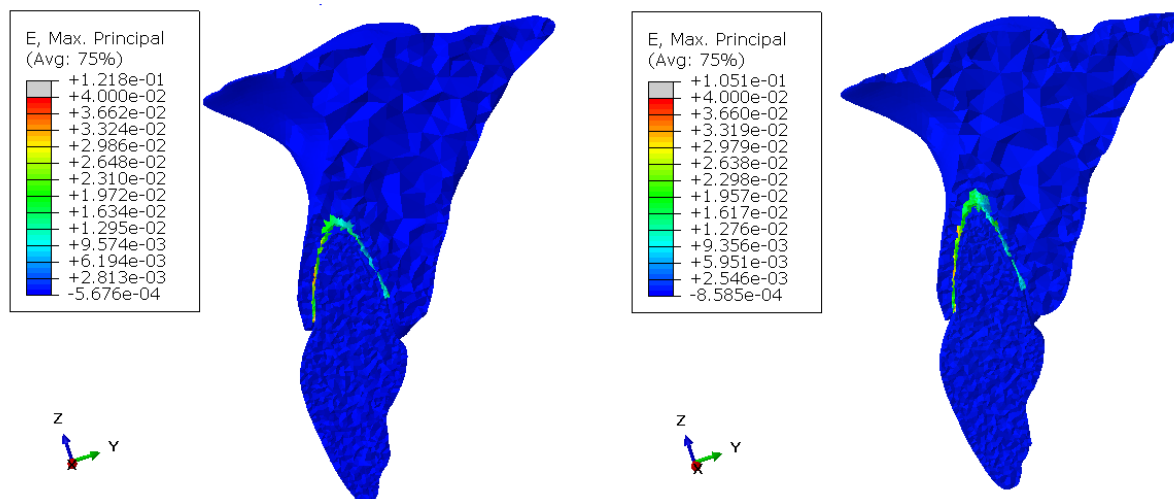 E, Max. Principal
(Avg: 75%)
+1.218e-01
+4.000e-02
+3.662e-02
+3.324e-02
+2.986e-02
+2.648e-02
+2.310e-02
+1.972e-02
+1.634e-02
+1.295e-02
+9.574e-03
+6.194e-03
+2.813e-03
-5.676e-04
Z
Y
X
E, Max. Principal
(Avg: 75%)
+1.051e-01
+4.000e-02
+3.660e-02
+3.319e-02
+2.979e-02
+2.638e-02
+2.298e-02
+1.957e-02
+1.617e-02
+1.276e-02
+9.356e-03
+5.951e-03
+2.546e-03
-8.585e-04
Z
Y
X